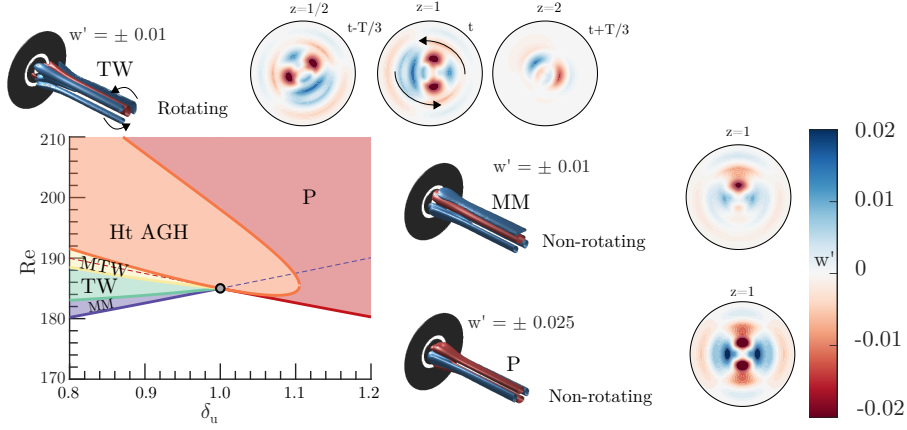 w' = ± 0.01
TW
Rotating
z=1/2
t-T/3
z=1
t
z=2
t+T/3
210
200
190
180
170
Re
0.8
0.9
1.0
1.1
1.2
δu
P
Ht AGH
MTW
TW
MM
w' = ± 0.01
MM
Non-rotating
z=1
w' = ± 0.025
P
Non-rotating
z=1
w'
0.02
0.01
0
-0.01
-0.02